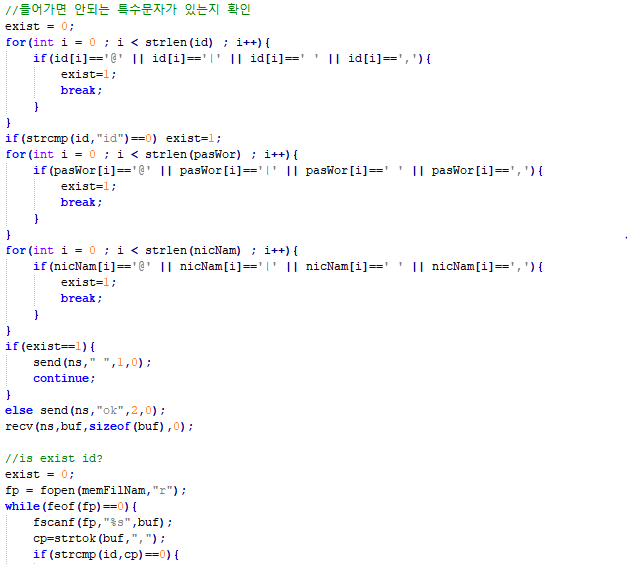 //들어가면 안되는 특수문자가 있는지 확인
exist = 0;
for(int i = 0 ; i < strlen(id) ; i++){
if(id[i]=='@' || id[i]=='|' || id[i]==' ' || id[i]==','){
exist=1;
break;
}
}
if(strcmp(id,"id")==0) exist=1;
for(int i = 0 ; i < strlen(pasWor) ; i++){
if(pasWor[i]=='@' || pasWor[i]=='|' || pasWor[i]==' ' || pasWor[i]==','){
exist=1;
break;
}
}
for(int i = 0 ; i < strlen(nicNam) ; i++){
if(nicNam[i]=='@' || nicNam[i]=='|' || nicNam[i]==' ' || nicNam[i]==','){
exist=1;
break;
}
}
if(exist==1){
send(ns," ",1,0);
continue;
}
else send(ns,"ok",2,0);
recv(ns,buf,sizeof(buf),0);
//is exist id?
exist = 0;
fp = fopen(memFilNam,"r");
while(feof(fp)==0){
fscanf(fp,"%s",buf);
cp=strtok(buf,",");
if(strcmp(id,cp)==0){